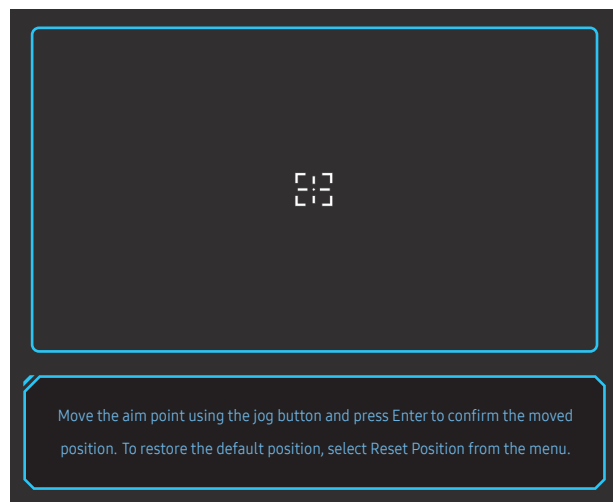 Move the aim point using the jog button and press Enter to confirm the moved
position. To restore the default position, select Reset Position from the menu.